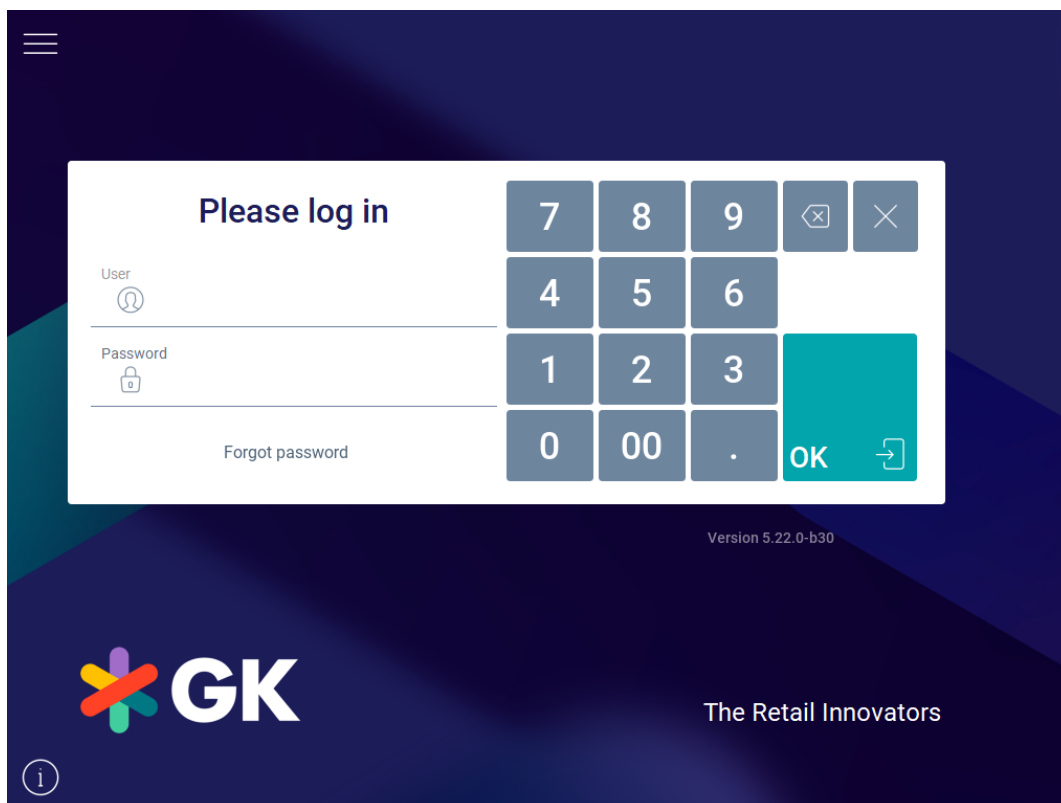 Please log in
User
Password
Forgot password
7 8 9
4 5 6
1 2 3
0 00 .
OK
Version 5.22.0-b30
GK
The Retail Innovators
i